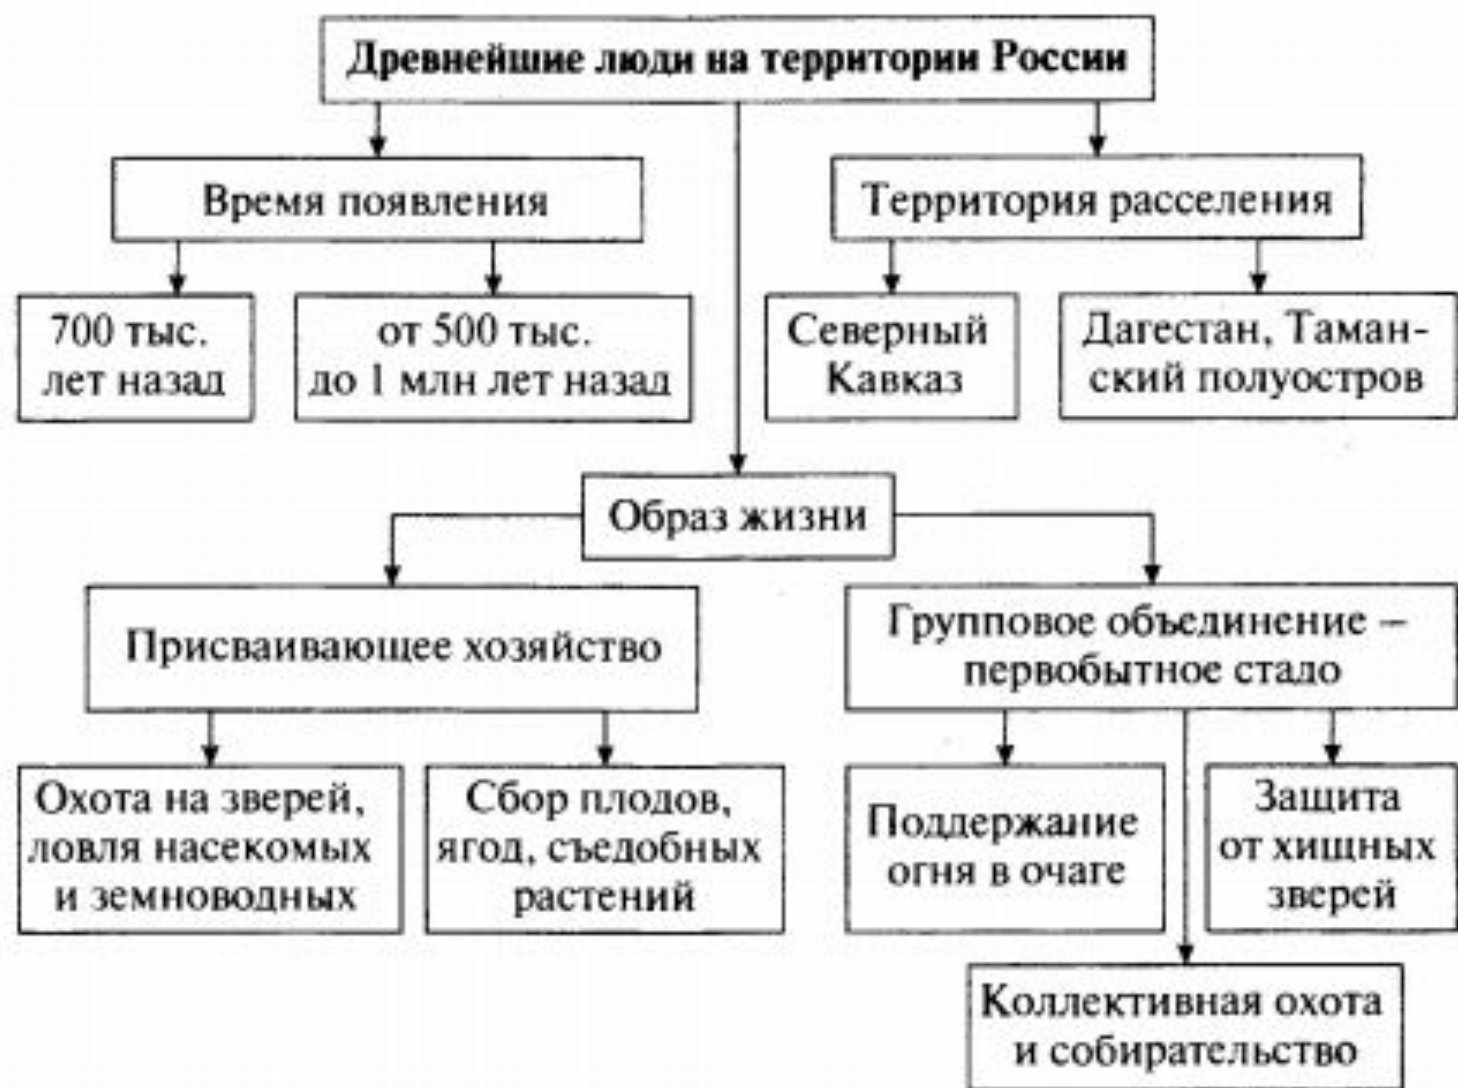 Древнейшие люди на территории России
Время появления
Территория расселения
700 тыс.
лет назад
от 500 тыс.
до 1 млн лет назад
Северный
Кавказ
Дагестан, Таман-
ский полуостров
Образ жизни
Присваивающее хозяйство
Групповое объединение –
первобытное стадо
Охота на зверей,
ловля насекомых
и земноводных
Сбор плодов,
ягод, съедобных
растений
Поддержание
огня в очаге
Защита
от хищных
зверей
Коллективная охота
и собирательство